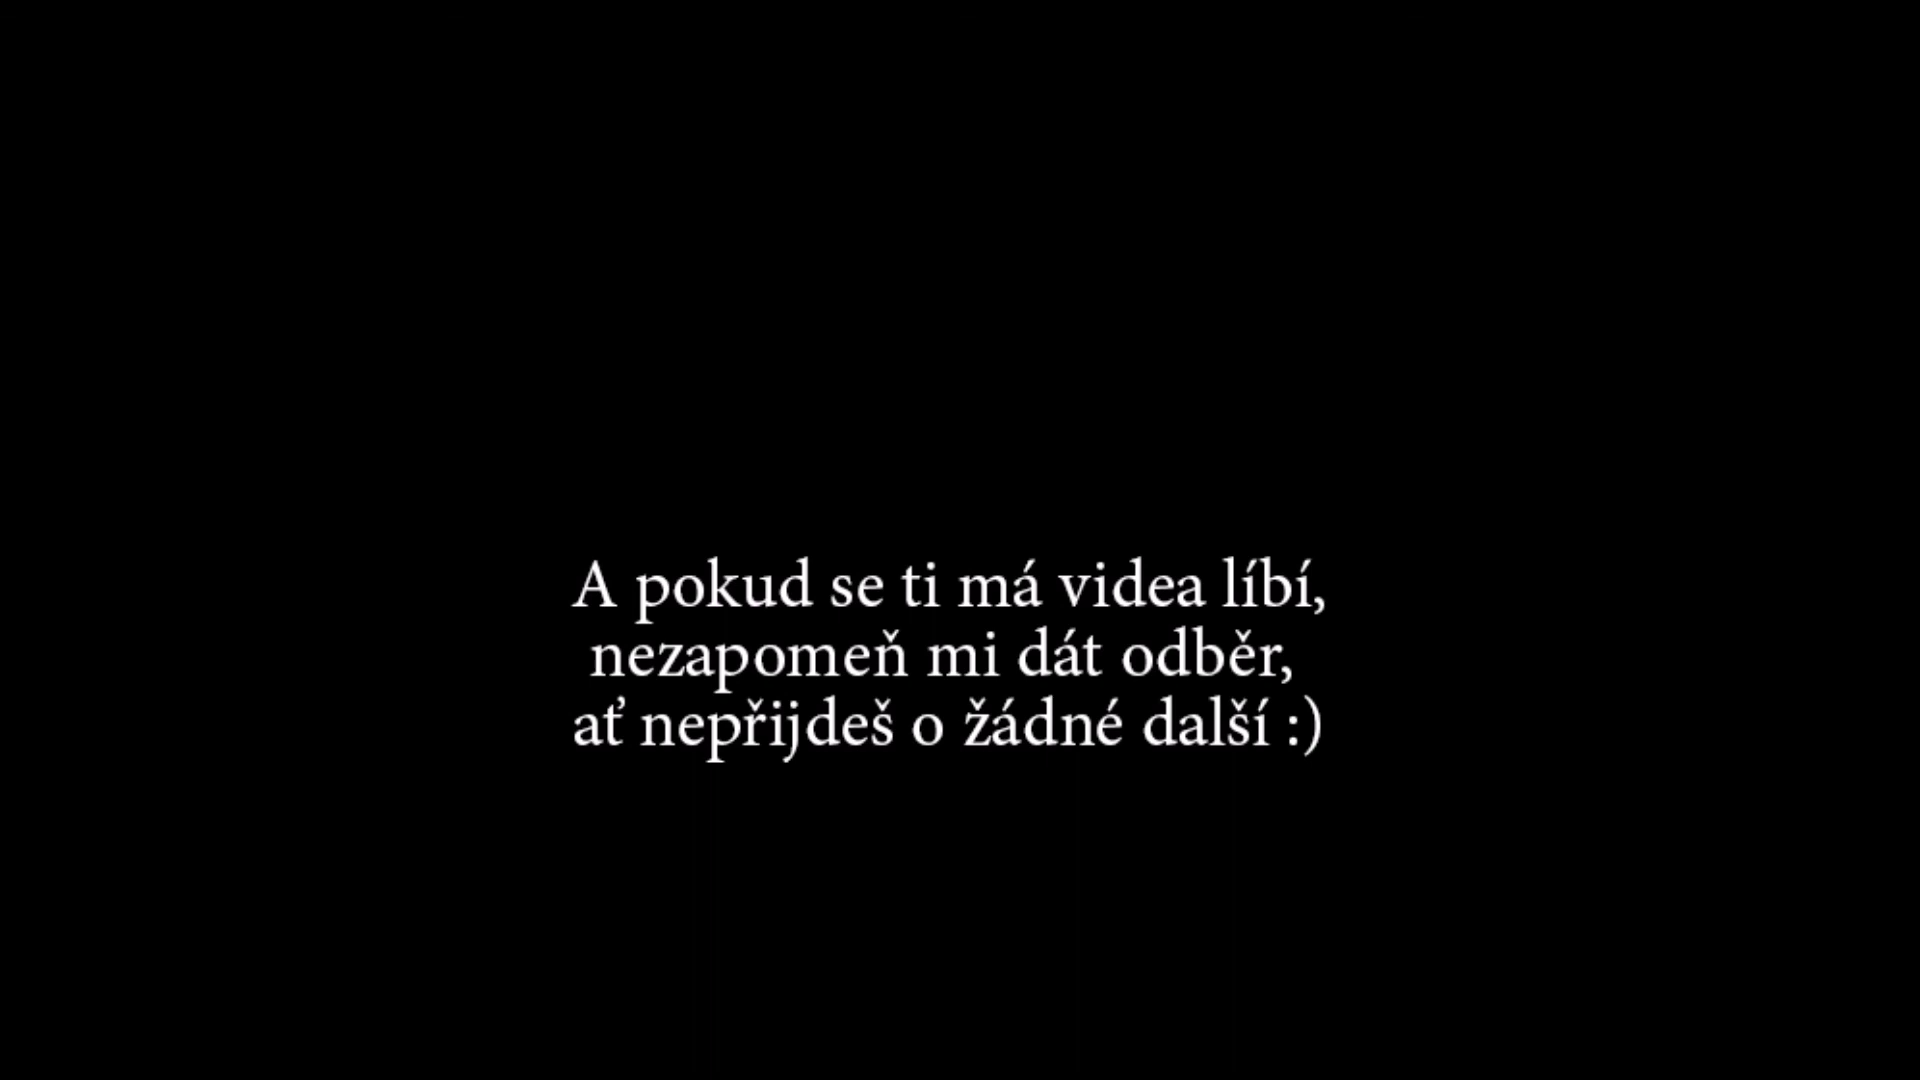 A pokud se ti má videa líbí,
nezapomeň mi dát odběr,
ať nepřijdeš o žádné další :)